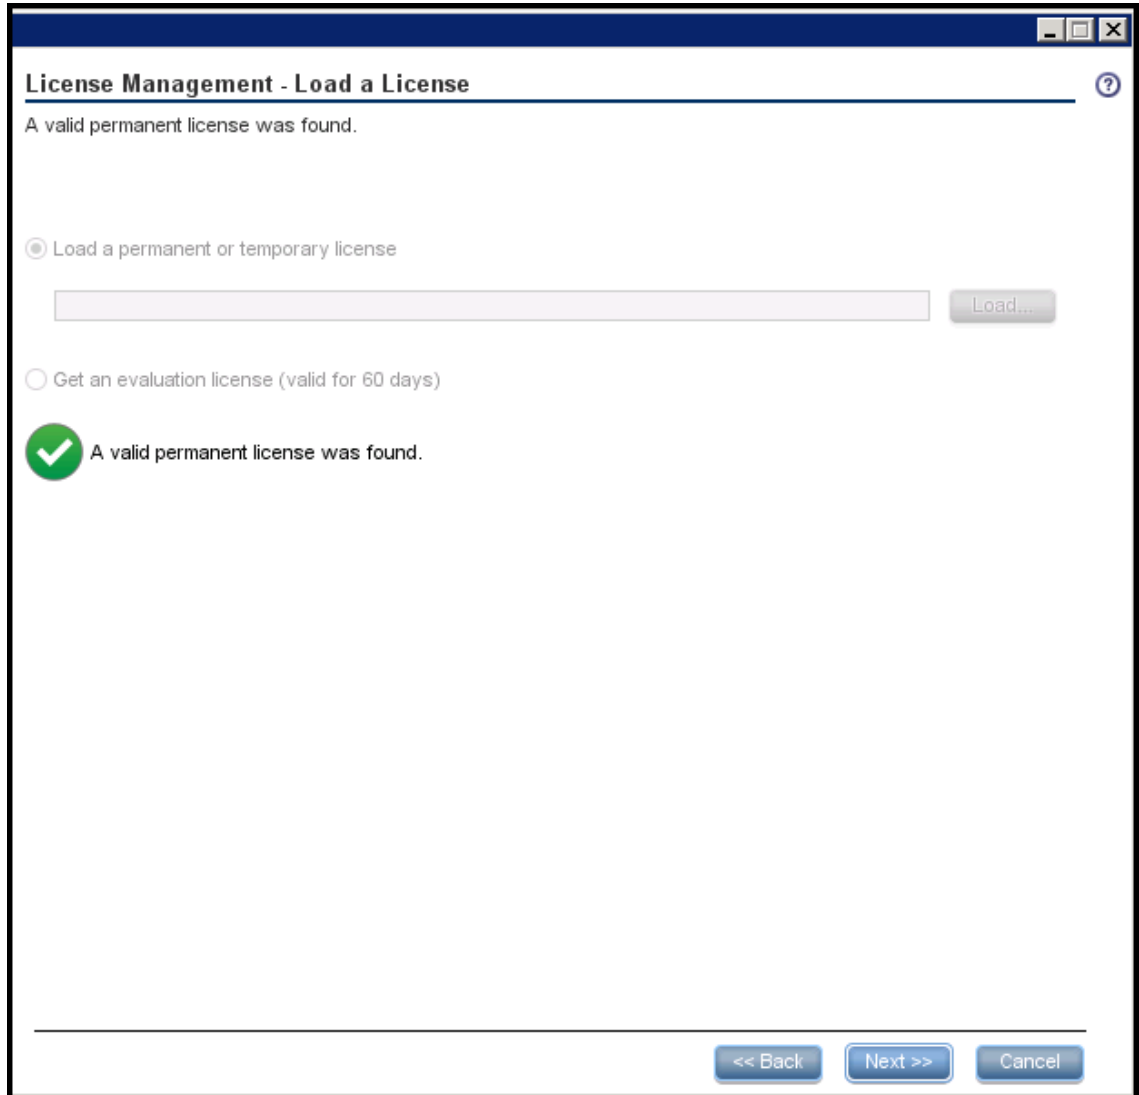 License Management - Load a License
?
A valid permanent license was found.
Load a permanent or temporary license
Load...
Get an evaluation license (valid for 60 days)
A valid permanent license was found.
<< Back
Next >>
Cancel